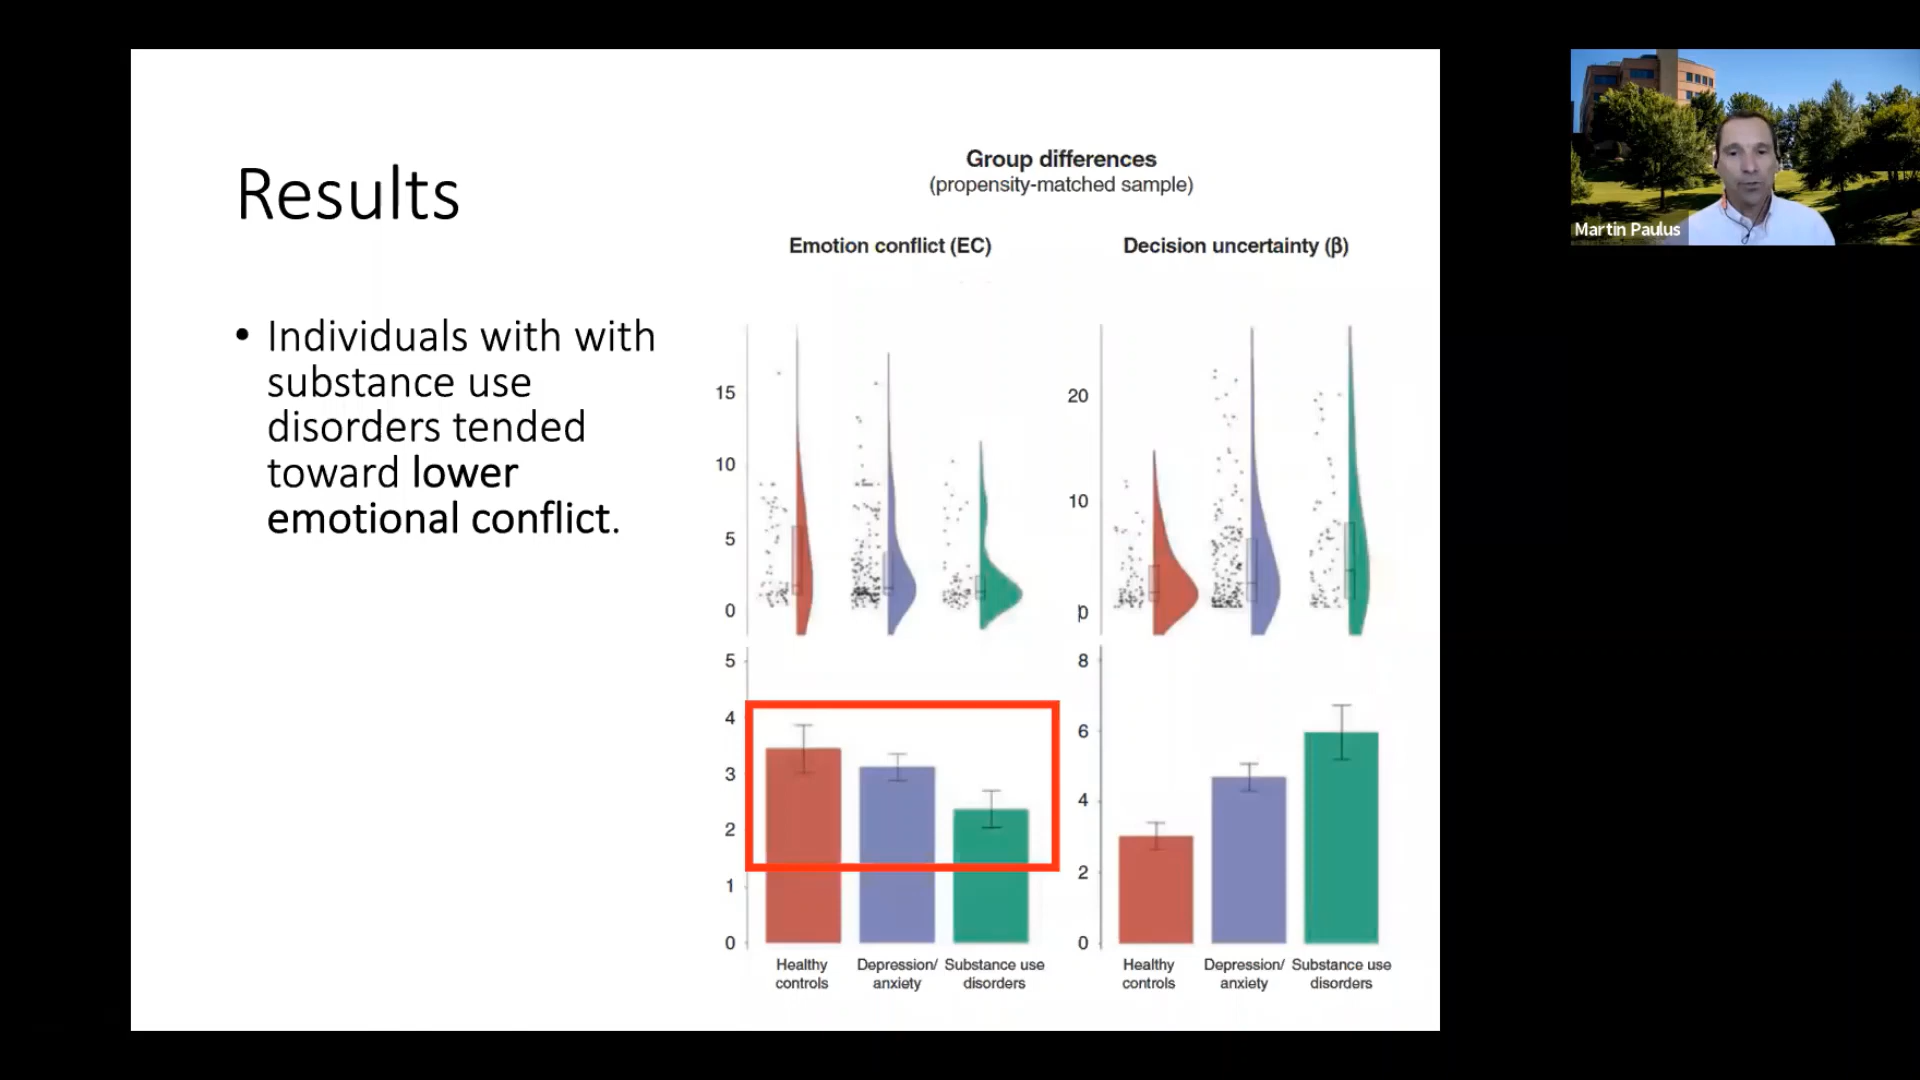 Results
• Individuals with with
substance use
disorders tended
toward lower
emotional conflict.
Group differences
(propensity-matched sample)
Emotion conflict (EC)
15
10
5
0
5
4
3
2
1
0
Healthy
controls
Depression/
anxiety
Substance use
disorders
Decision uncertainty (β)
20
10
p
8
6
4
2
0
Healthy
controls
Depression/
anxiety
Substance use
disorders
Martin Paulus